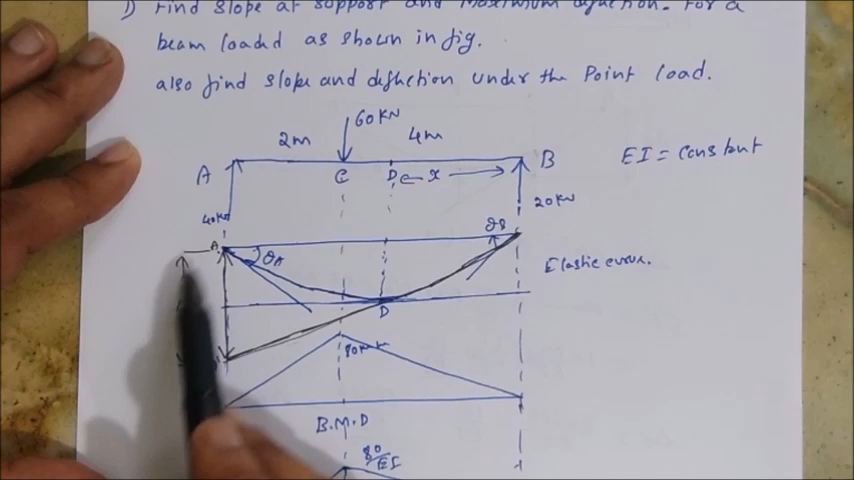 1) Find slope at support and maximum deflection. For a
beam loaded as shown in fig.
also find slope and deflection under the Point load.
60KN
2m 4m
A C D x B EI = constant
40KN 20KN
A θA θB
Elastic curve.
D
80
B.M.D
80/EI